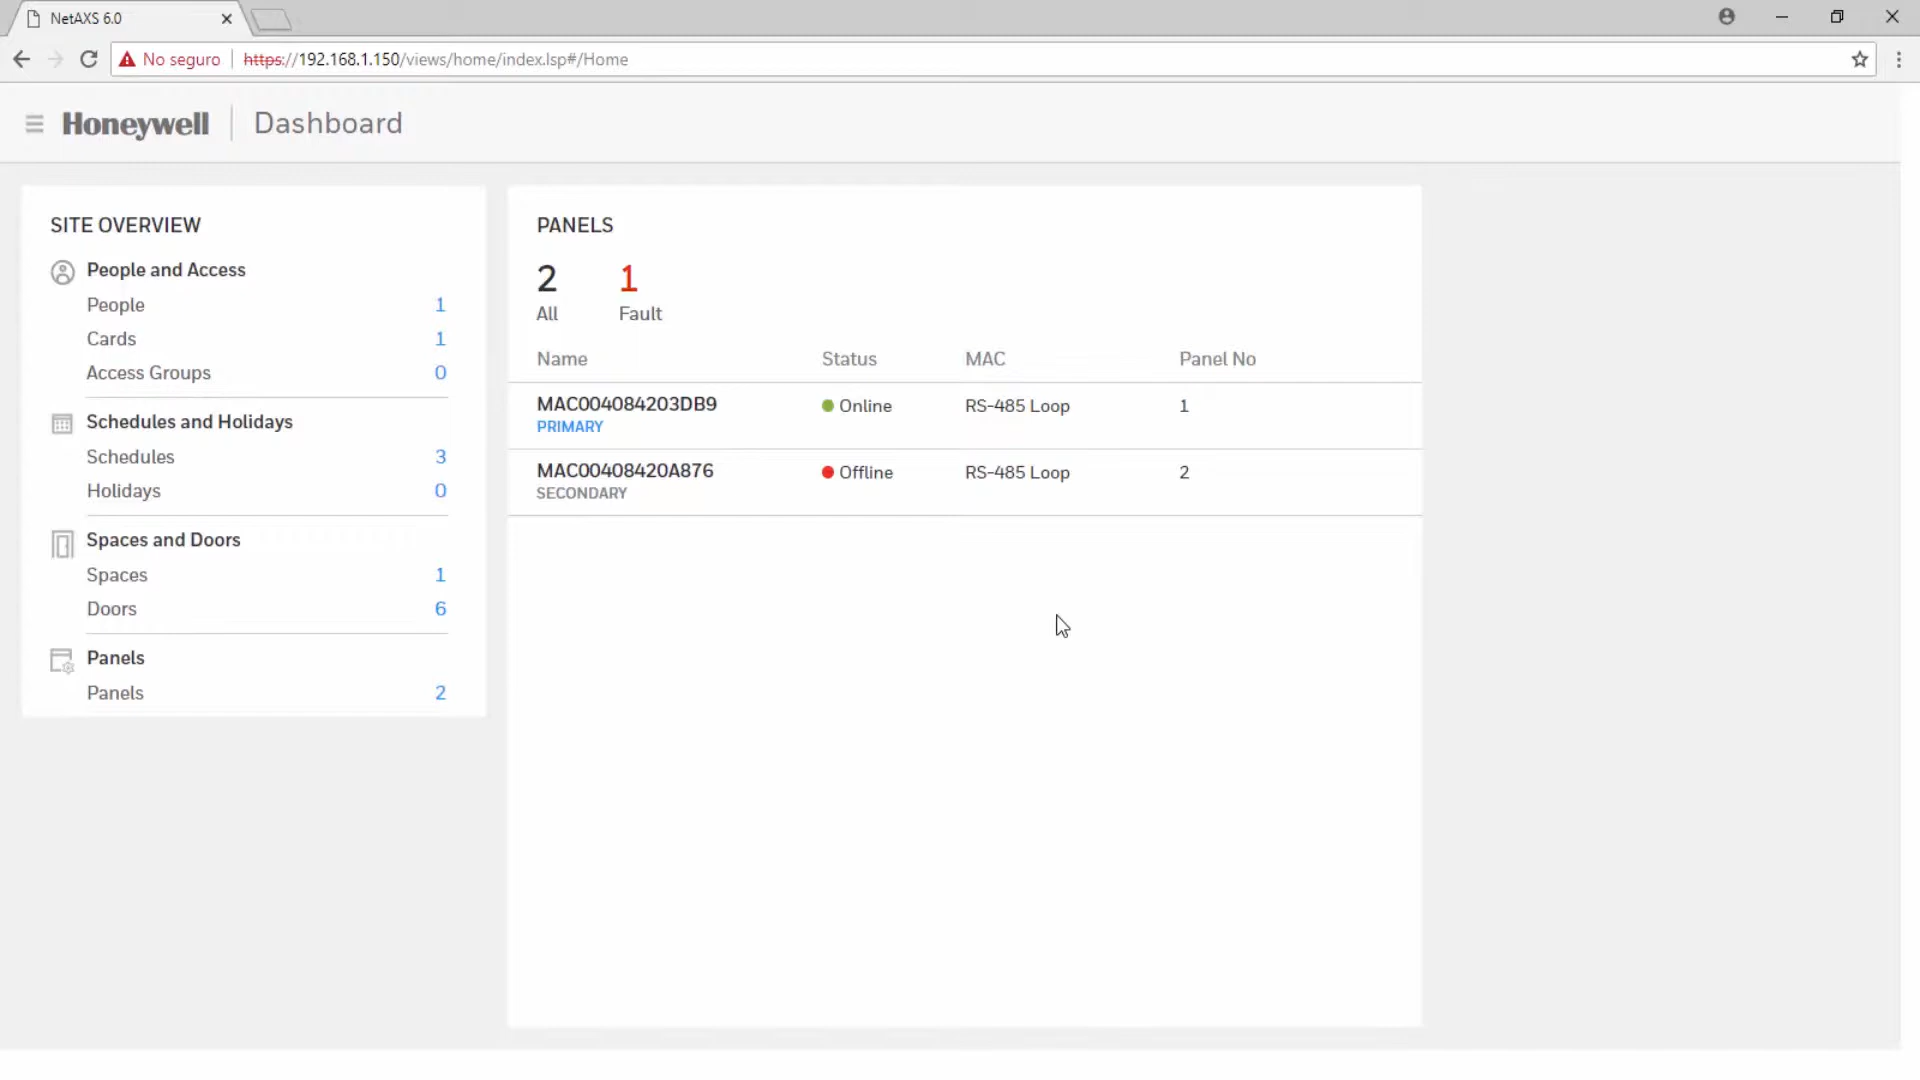 NetAXS 6.0
No seguro https://192.168.1.150/views/home/index.lsp#/Home
Honeywell Dashboard
SITE OVERVIEW
People and Access
People 1
Cards 1
Access Groups 0
Schedules and Holidays
Schedules 3
Holidays 0
Spaces and Doors
Spaces 1
Doors 6
Panels
Panels 2
PANELS
2 1
All Fault
Name Status MAC Panel No
MAC004084203DB9 Online RS-485 Loop 1
PRIMARY
MAC00408420A876 Offline RS-485 Loop 2
SECONDARY